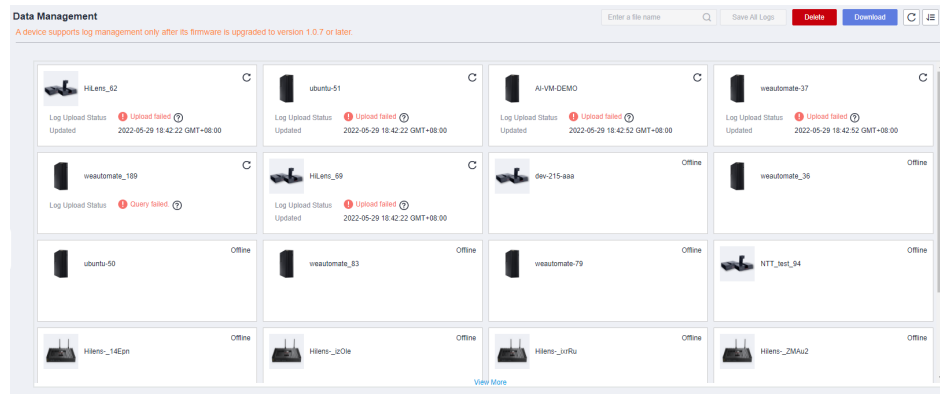 Data Management
Enter a file name
Save All Logs
Delete
Download
A device supports log management only after its firmware is upgraded to version 1.0.7 or later.
HiLens_62
Log Upload Status Upload failed
Updated 2022-05-29 18:42:22 GMT+08:00
ubuntu-51
Log Upload Status Upload failed
Updated 2022-05-29 18:42:22 GMT+08:00
AI-VM-DEMO
Log Upload Status Upload failed
Updated 2022-05-29 18:42:52 GMT+08:00
weautomate-37
Log Upload Status Upload failed
Updated 2022-05-29 18:42:52 GMT+08:00
weautomate_189
Log Upload Status Query failed.
HiLens_69
Log Upload Status Upload failed
Updated 2022-05-29 18:42:22 GMT+08:00
Offline
dev-215-aaa
Offline
weautomate_36
Offline
ubuntu-50
Offline
weautomate_83
Offline
weautomate-79
Offline
NTT_test_94
Offline
Hilens-_14Epn
Offline
Hilens-_izOle
Offline
Hilens-_ixrRu
Offline
Hilens-_ZMAu2
View More